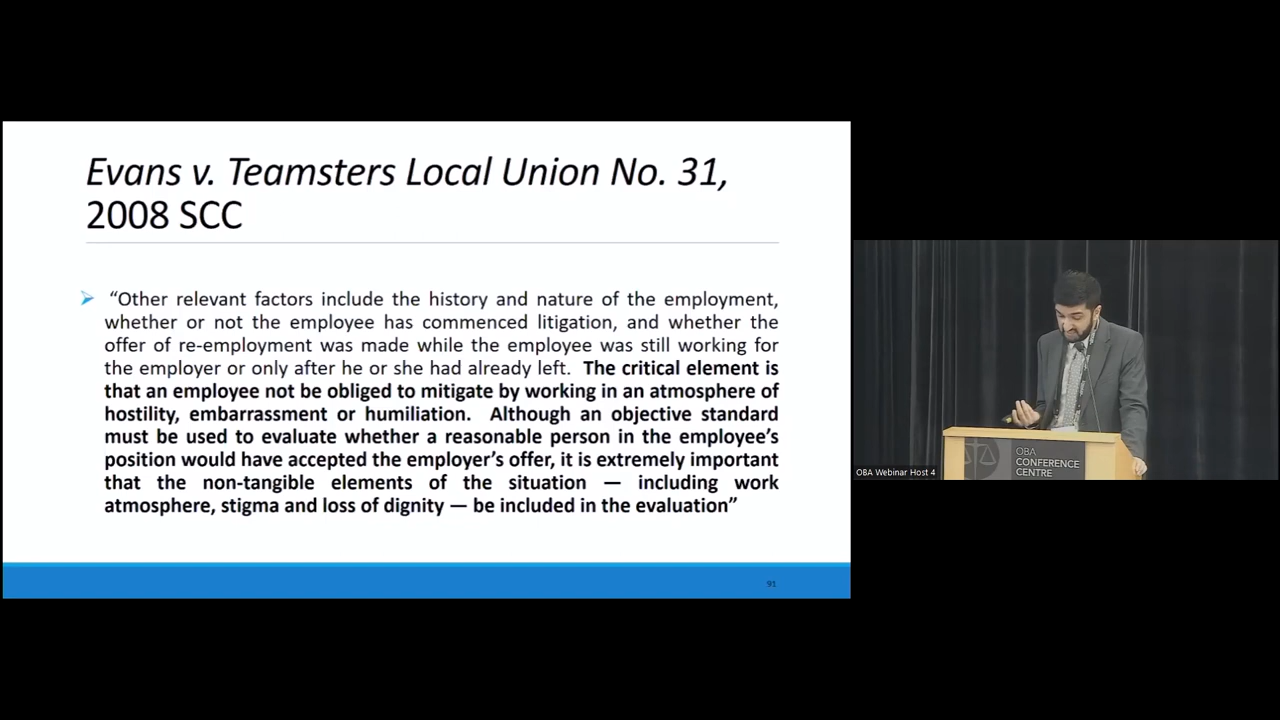 Evans v. Teamsters Local Union No. 31,
2008 SCC
“Other relevant factors include the history and nature of the employment,
whether or not the employee has commenced litigation, and whether the
offer of re-employment was made while the employee was still working for
the employer or only after he or she had already left. The critical element is
that an employee not be obliged to mitigate by working in an atmosphere of
hostility, embarrassment or humiliation. Although an objective standard
must be used to evaluate whether a reasonable person in the employee’s
position would have accepted the employer’s offer, it is extremely important
that the non-tangible elements of the situation — including work
atmosphere, stigma and loss of dignity — be included in the evaluation”
91
OBA Webinar Host 4
OBA
CONFERENCE
CENTRE